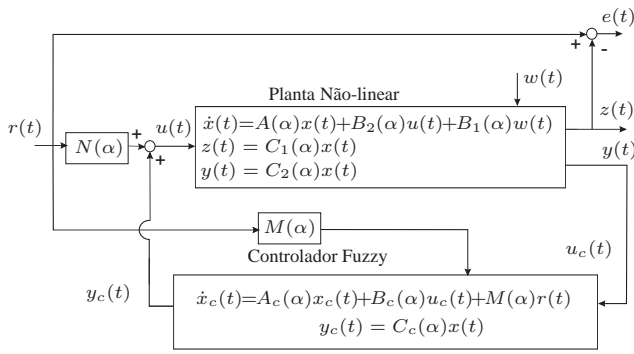 e(t)
+
-
Planta Não-linear
w(t)
r(t)
N(α)
+
+
u(t)
ẋ(t)=A(α)x(t)+B₂(α)u(t)+B₁(α)w(t)
z(t) = C₁(α)x(t)
y(t) = C₂(α)x(t)
z(t)
y(t)
M(α)
Controlador Fuzzy
u_c(t)
y_c(t)
ẋ_c(t)=A_c(α)x_c(t)+B_c(α)u_c(t)+M(α)r(t)
y_c(t) = C_c(α)x(t)